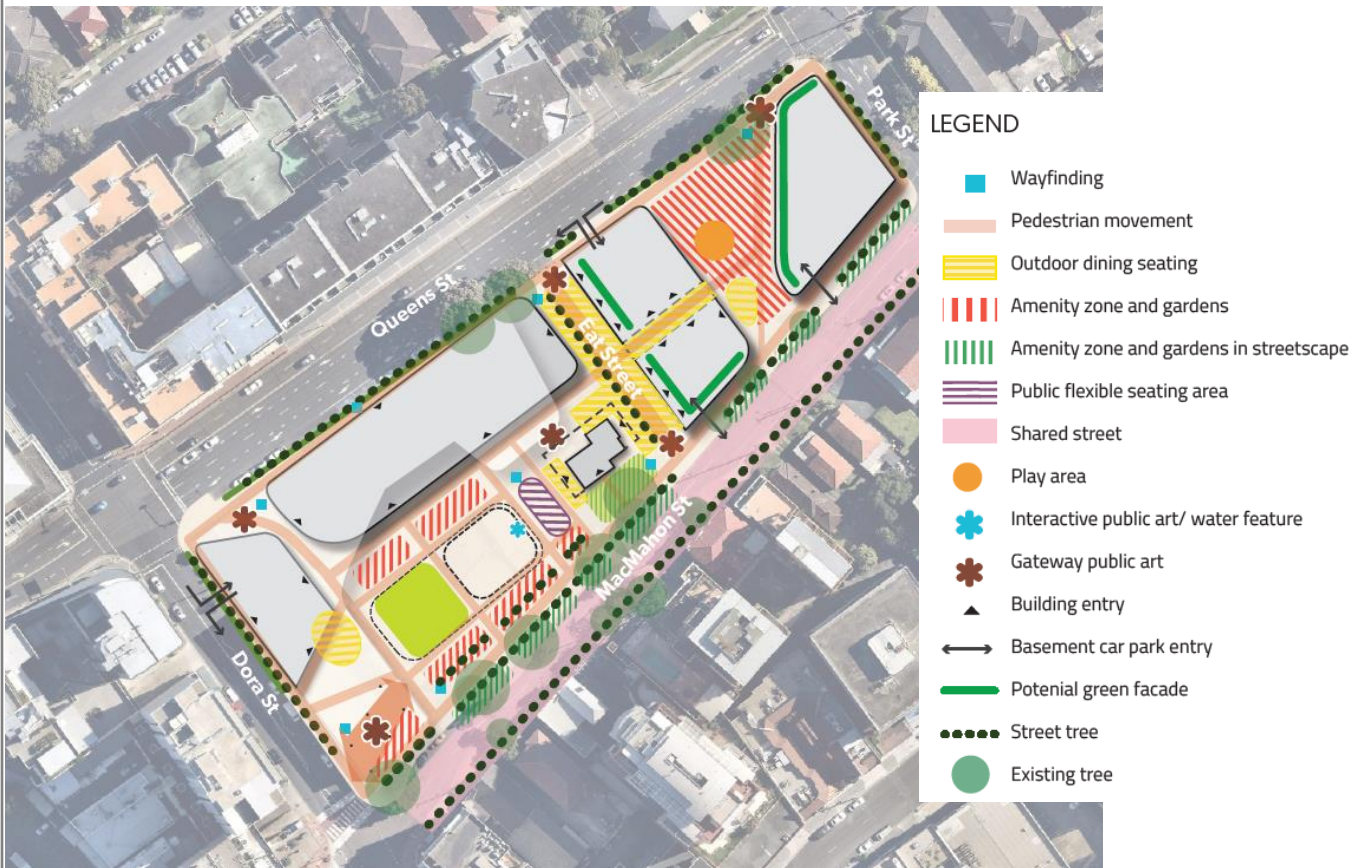 Park St
Queens St
Eat Street
MacMahon St
Dora St
LEGEND
Wayfinding
Pedestrian movement
Outdoor dining seating
Amenity zone and gardens
Amenity zone and gardens in streetscape
Public flexible seating area
Shared street
Play area
Interactive public art/ water feature
Gateway public art
Building entry
Basement car park entry
Potenial green facade
Street tree
Existing tree